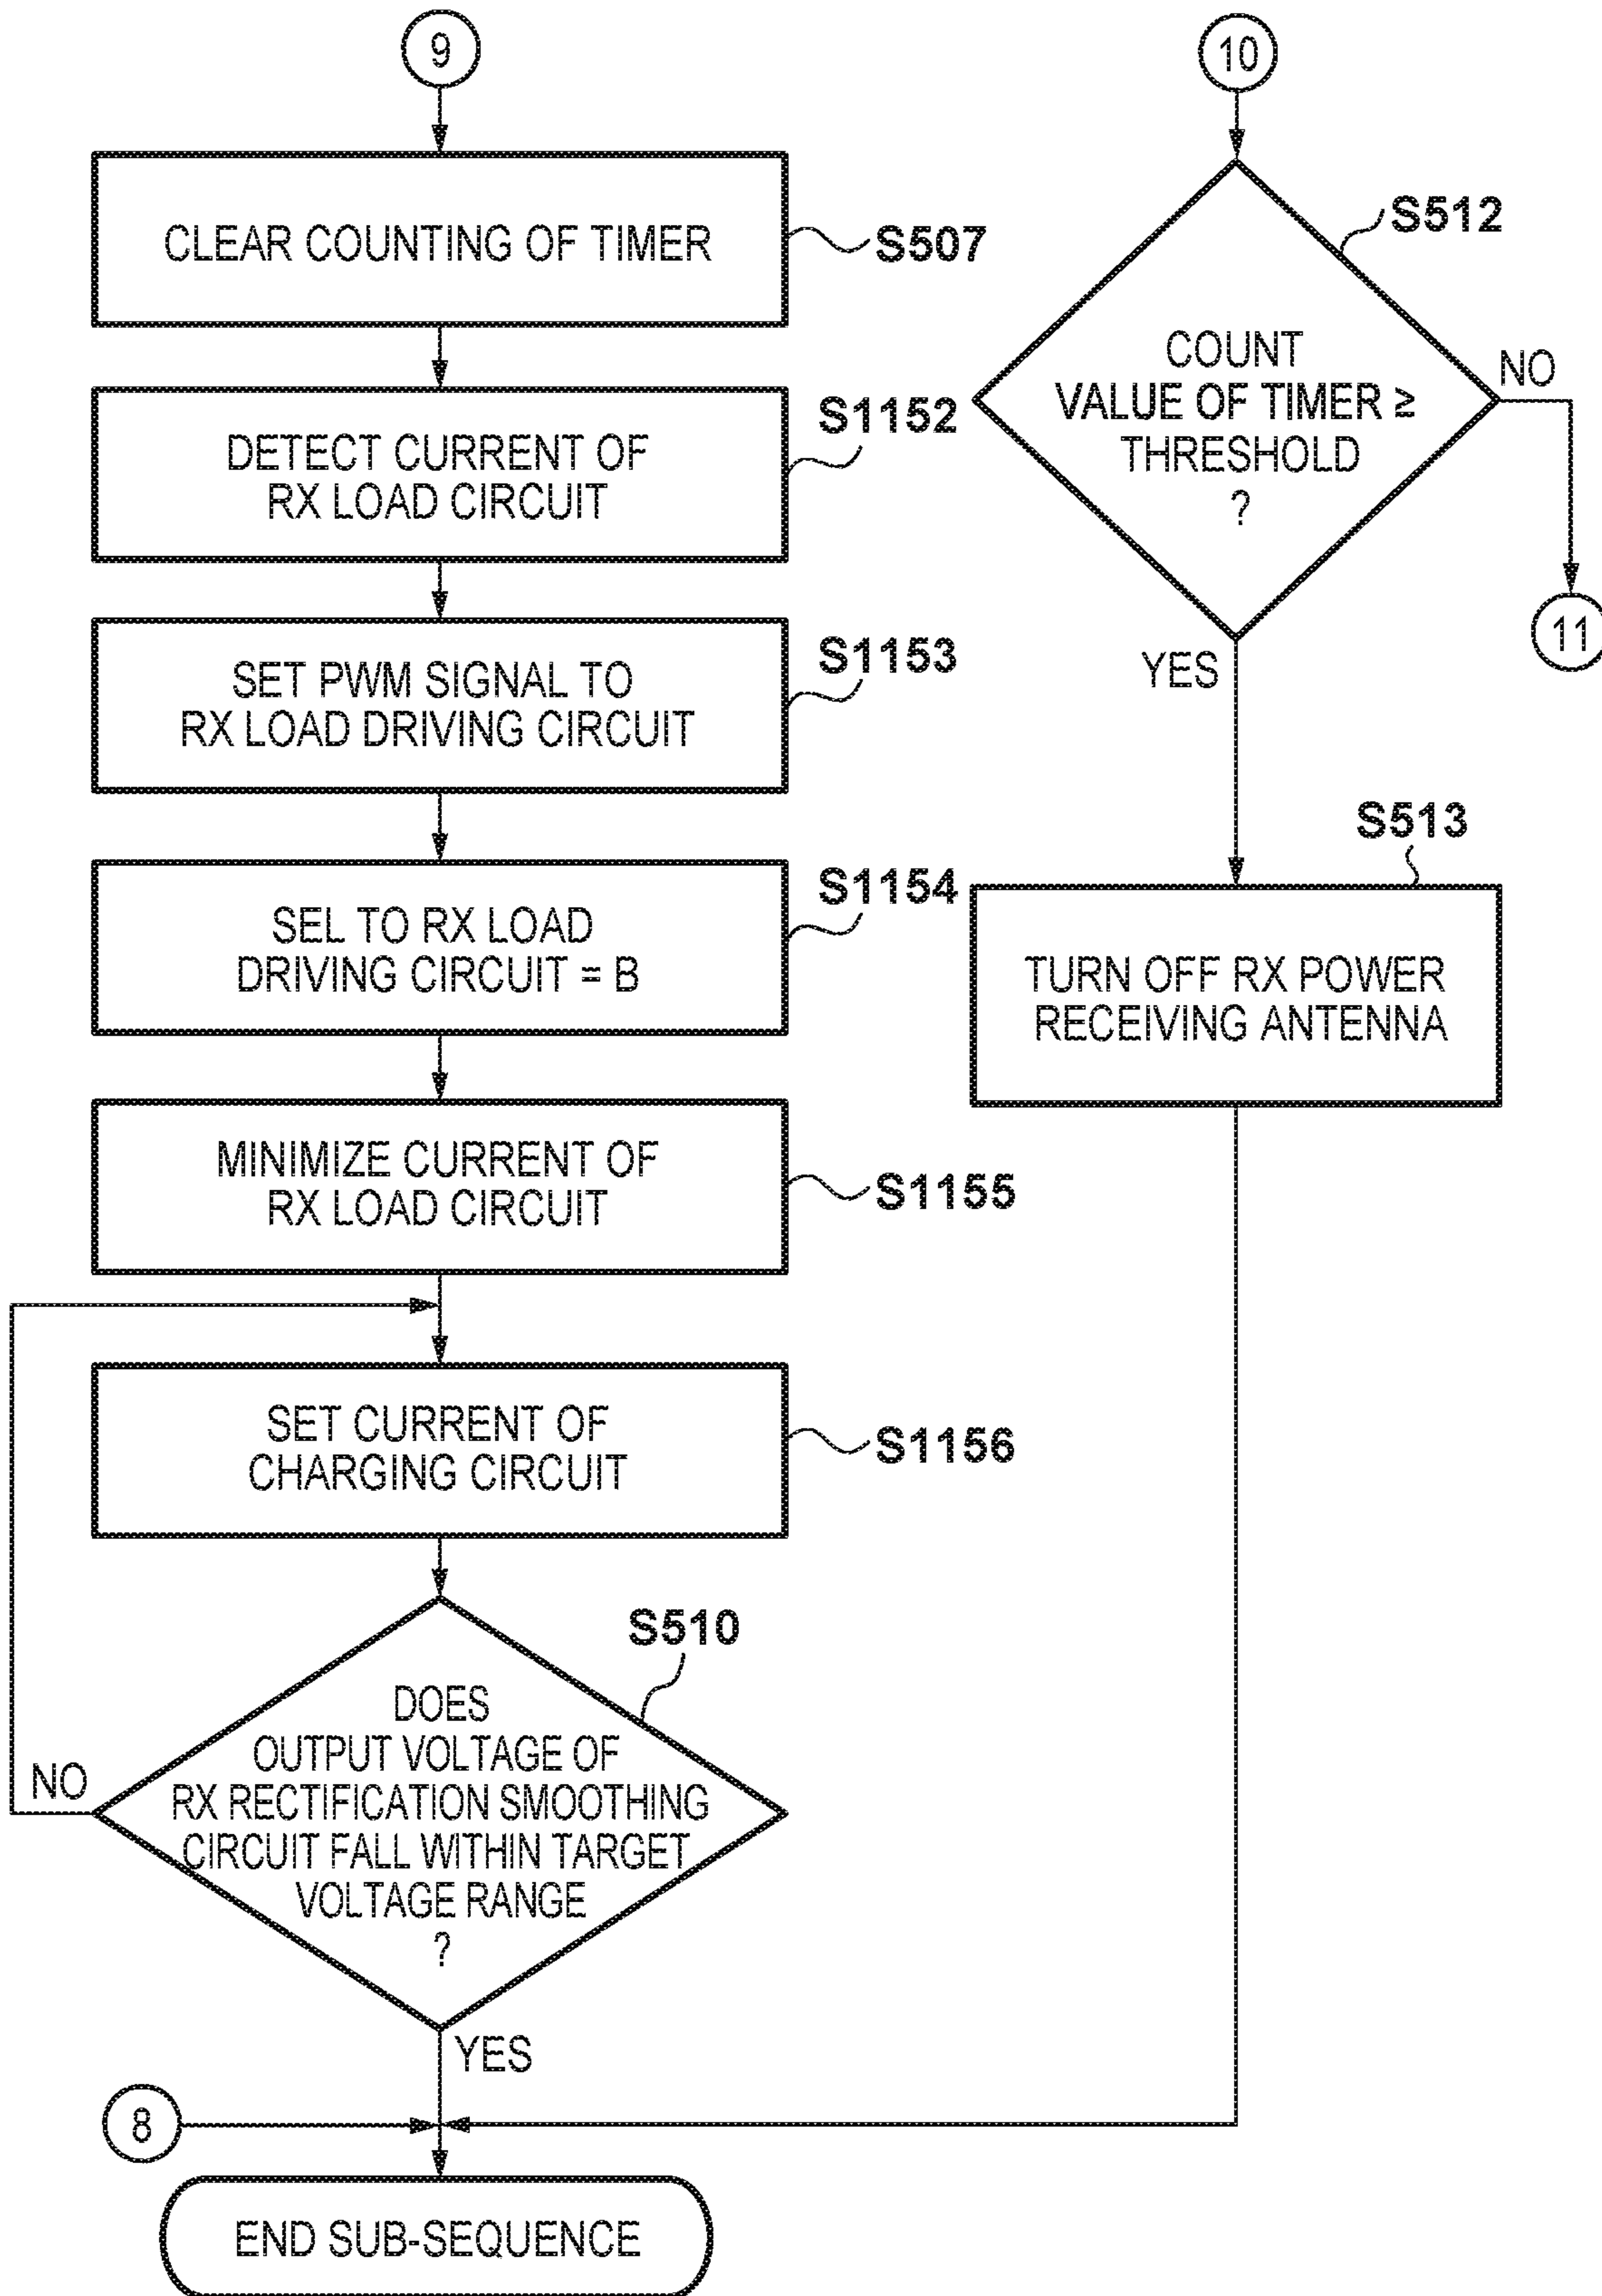 9
CLEAR COUNTING OF TIMER
S507
DETECT CURRENT OF
RX LOAD CIRCUIT
S1152
SET PWM SIGNAL TO
RX LOAD DRIVING CIRCUIT
S1153
SEL TO RX LOAD
DRIVING CIRCUIT = B
S1154
MINIMIZE CURRENT OF
RX LOAD CIRCUIT
S1155
SET CURRENT OF
CHARGING CIRCUIT
S1156
S510
DOES
OUTPUT VOLTAGE OF
RX RECTIFICATION SMOOTHING
CIRCUIT FALL WITHIN TARGET
VOLTAGE RANGE
?
NO
YES
8
END SUB-SEQUENCE
10
S512
COUNT
VALUE OF TIMER ≥
THRESHOLD
?
NO
11
YES
S513
TURN OFF RX POWER
RECEIVING ANTENNA